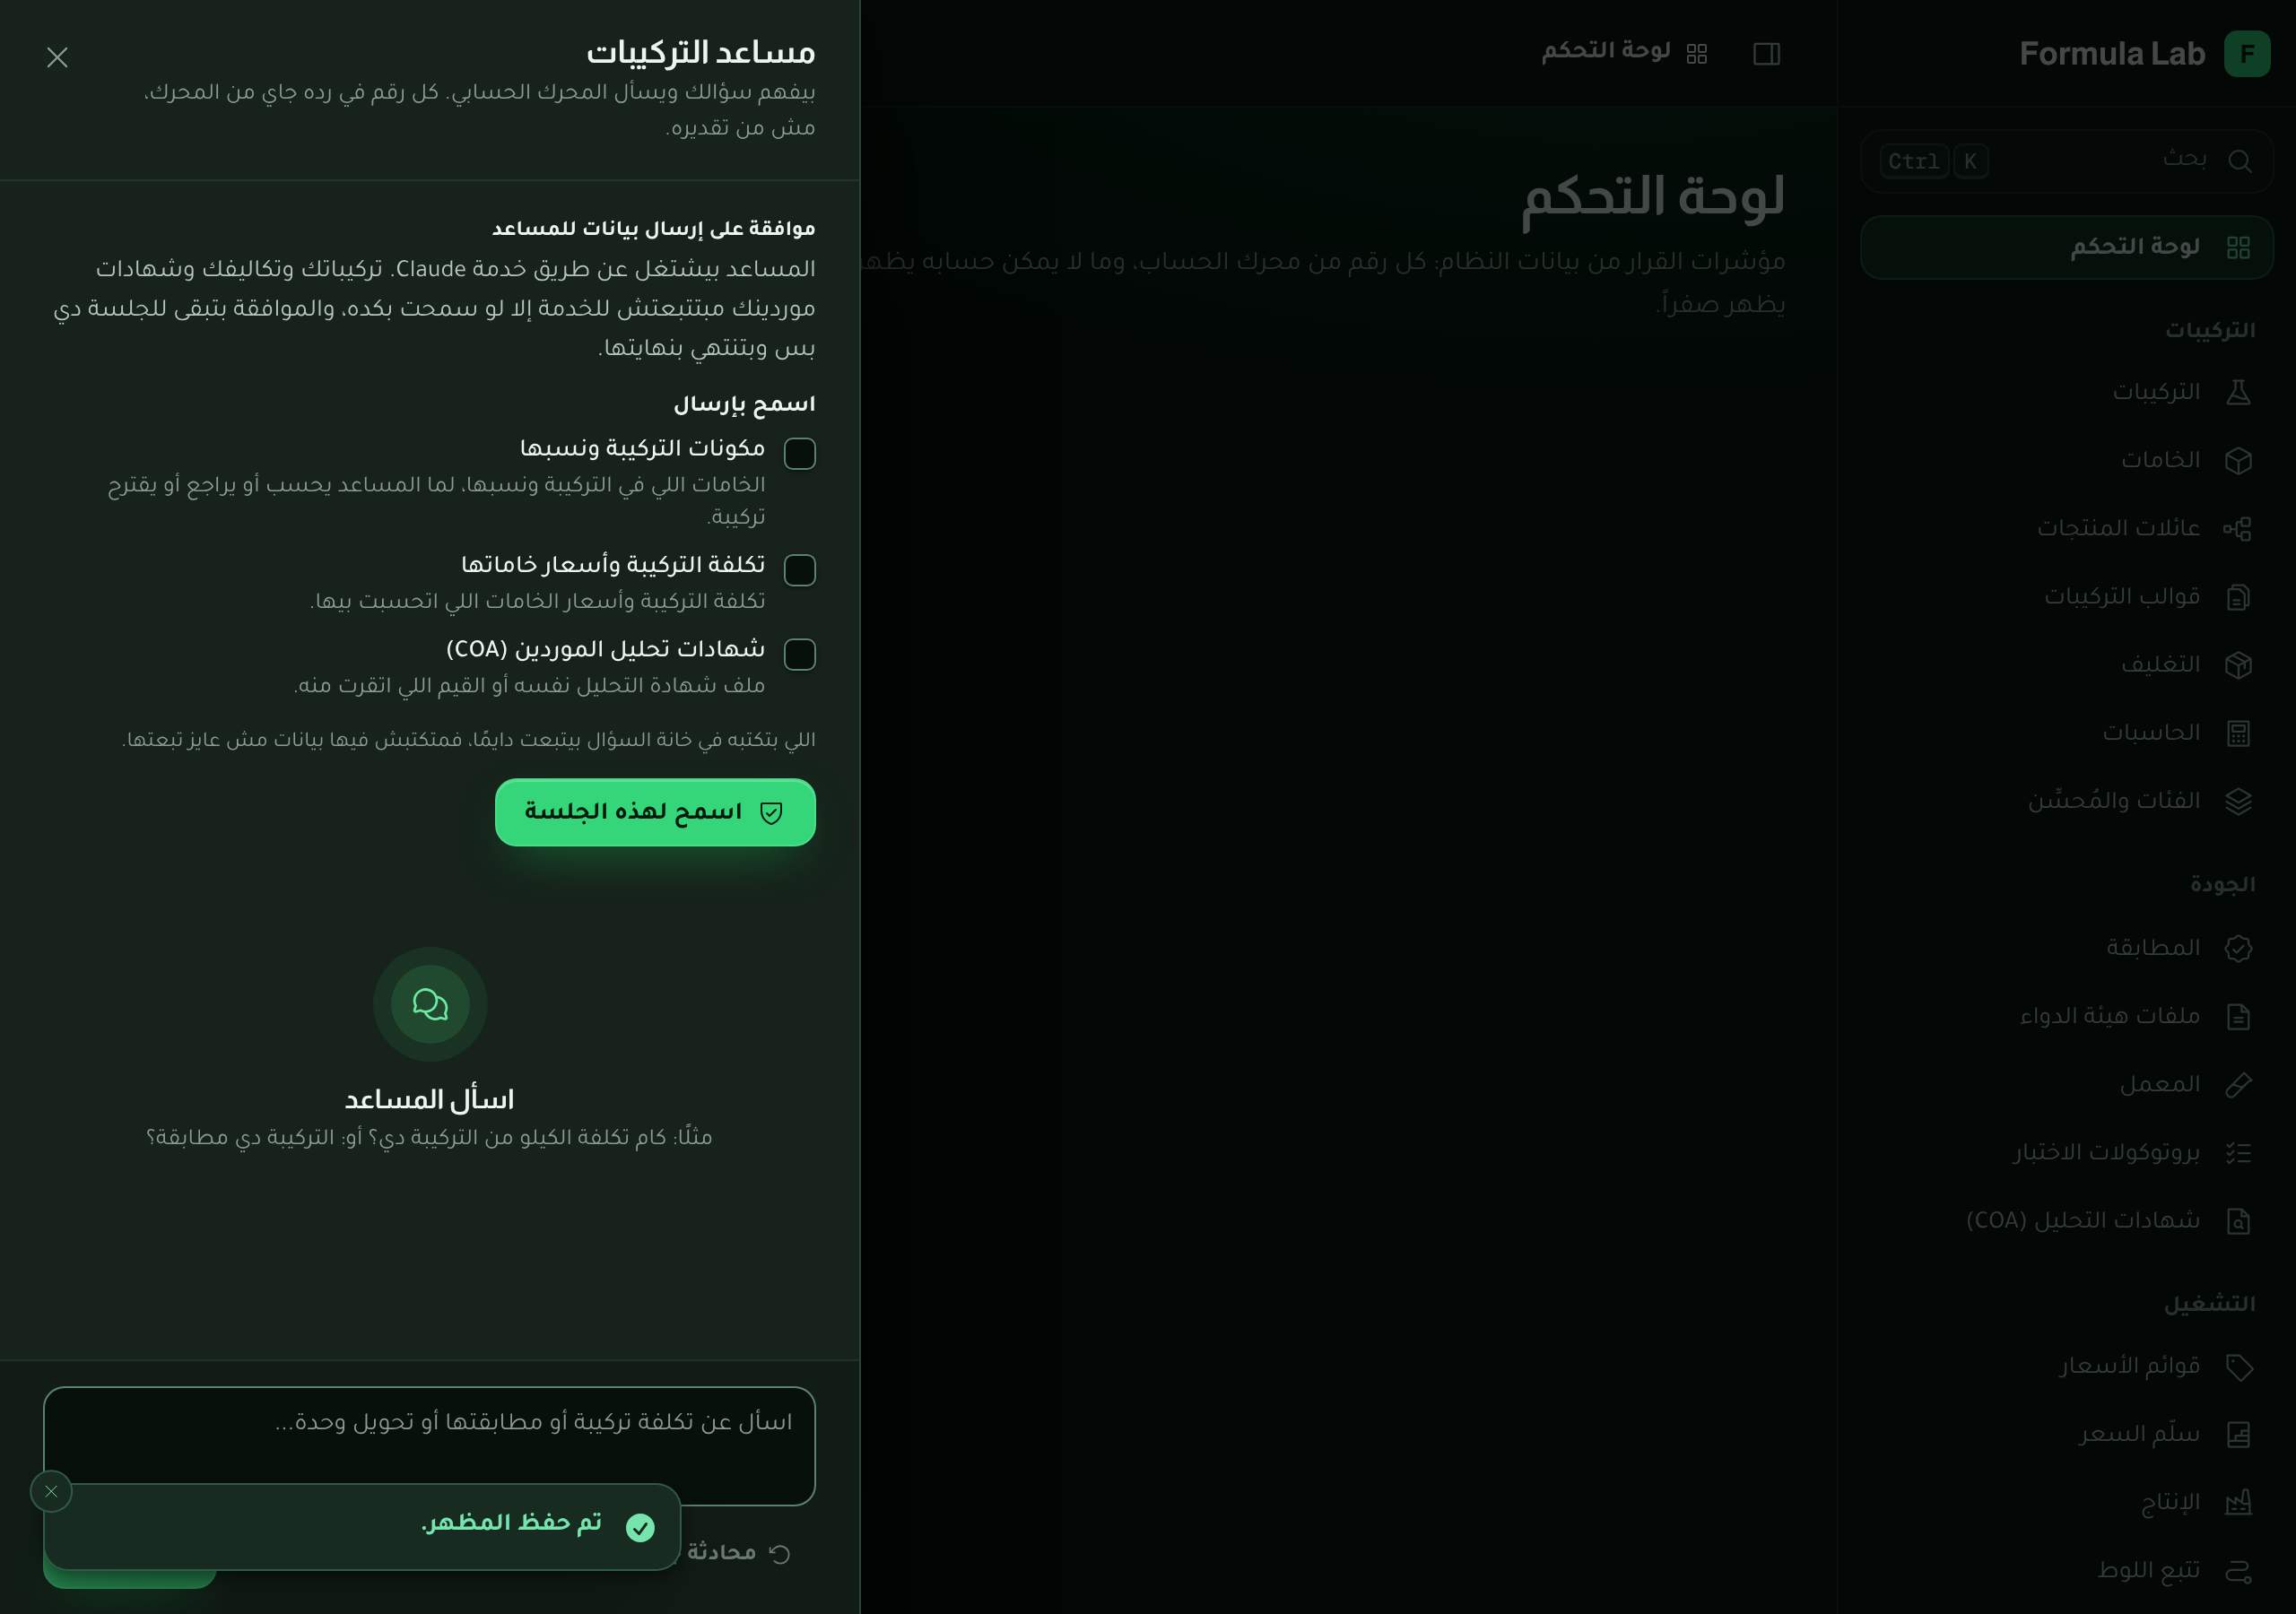 Formula Lab
F
بحث
Ctrl K
لوحة التحكم
التركيبات
التركيبات
الخامات
عائلات المنتجات
قوالب التركيبات
التغليف
الحاسبات
الفئات والمُحسِّن
الجودة
المطابقة
ملفات هيئة الدواء
المعمل
بروتوكولات الاختبار
شهادات التحليل (COA)
التشغيل
قوائم الأسعار
سلّم السعر
الإنتاج
تتبع اللوط
لوحة التحكم
لوحة التحكم
مؤشرات القرار من بيانات النظام: كل رقم من محرك الحساب، وما لا يمكن حسابه
يظهر صفراً.
مساعد التركيبات
بيفهم سؤالك ويسأل المحرك الحسابي. كل رقم في رده جاي من المحرك،
مش من تقديره.
موافقة على إرسال بيانات للمساعد
المساعد بيشتغل عن طريق خدمة Claude. تركيباتك وتكاليفك وشهادات
موردينك مبتتبعتش للخدمة إلا لو سمحت بكده، والموافقة بتبقى للجلسة دي
بس وبتنتهي بنهايتها.
اسمح بإرسال
مكونات التركيبة ونسبها
الخامات اللي في التركيبة ونسبها، لما المساعد يحسب أو يراجع أو يقترح
تركيبة.
تكلفة التركيبة وأسعار خاماتها
تكلفة التركيبة وأسعار الخامات اللي اتحسبت بيها.
شهادات تحليل الموردين (COA)
ملف شهادة التحليل نفسه أو القيم اللي اتقرت منه.
اللي بتكتبه في خانة السؤال بيتبعت دايمًا، فمتكتبش فيها بيانات مش عايز تبعتها.
اسمح لهذه الجلسة
اسأل المساعد
مثلًا: كام تكلفة الكيلو من التركيبة دي؟ أو: التركيبة دي مطابقة؟
اسأل عن تكلفة تركيبة أو مطابقتها أو تحويل وحدة...
تم حفظ المظهر.
محادثة